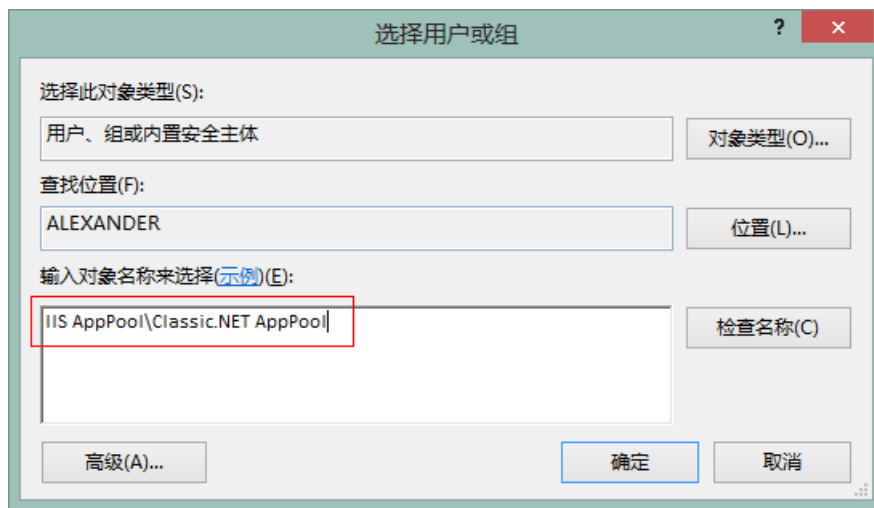 选择用户或组
? ×
选择此对象类型(S):
用户、组或内置安全主体
对象类型(O)...
查找位置(F):
ALEXANDER
位置(L)...
输入对象名称来选择(示例)(E):
IIS AppPool\Classic.NET AppPool
检查名称(C)
高级(A)...
确定
取消